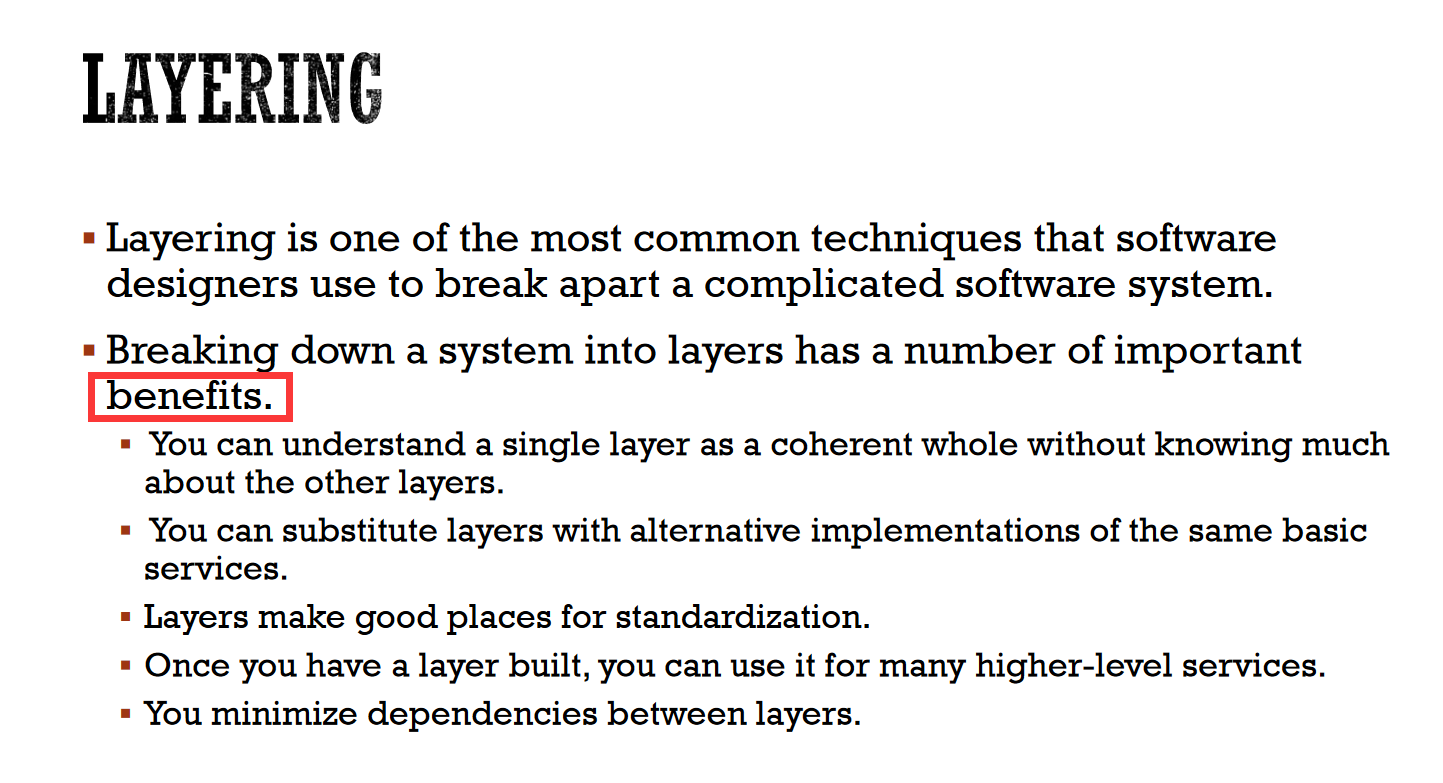 LAYERING
▪ Layering is one of the most common techniques that software
designers use to break apart a complicated software system.
▪ Breaking down a system into layers has a number of important
benefits.
▪ You can understand a single layer as a coherent whole without knowing much
about the other layers.
▪ You can substitute layers with alternative implementations of the same basic
services.
▪ Layers make good places for standardization.
▪ Once you have a layer built, you can use it for many higher-level services.
▪ You minimize dependencies between layers.